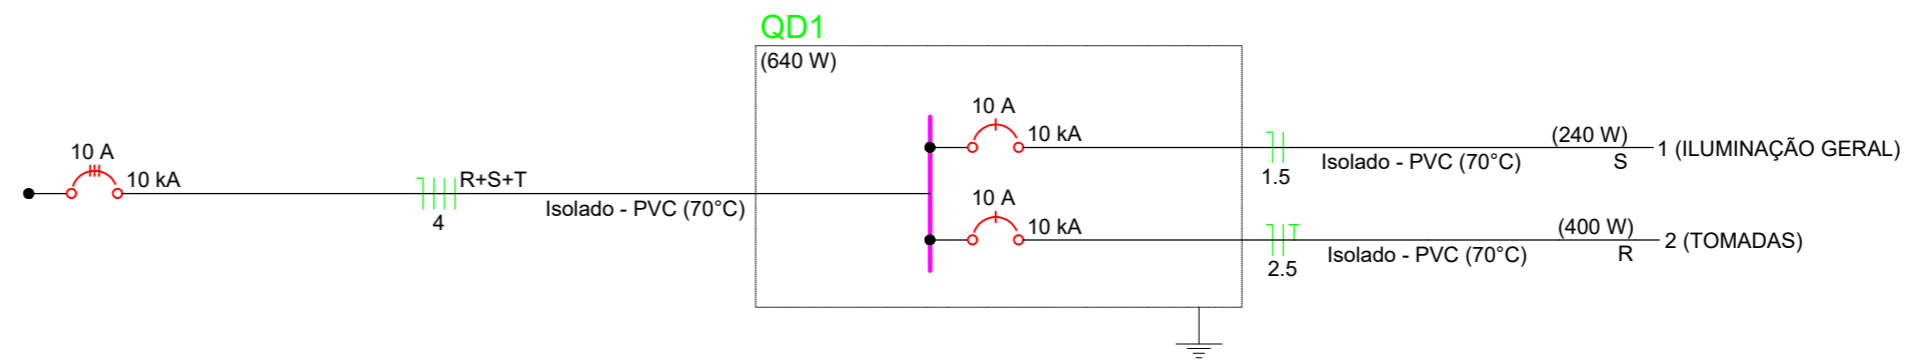 QD1
(640 W)
10 A
10 kA
R+S+T
4
Isolado - PVC (70°C)
10 A
10 kA
1.5
Isolado - PVC (70°C)
(240 W)
S
1 (ILUMINAÇÃO GERAL)
10 A
10 kA
2.5
Isolado - PVC (70°C)
(400 W)
R
2 (TOMADAS)